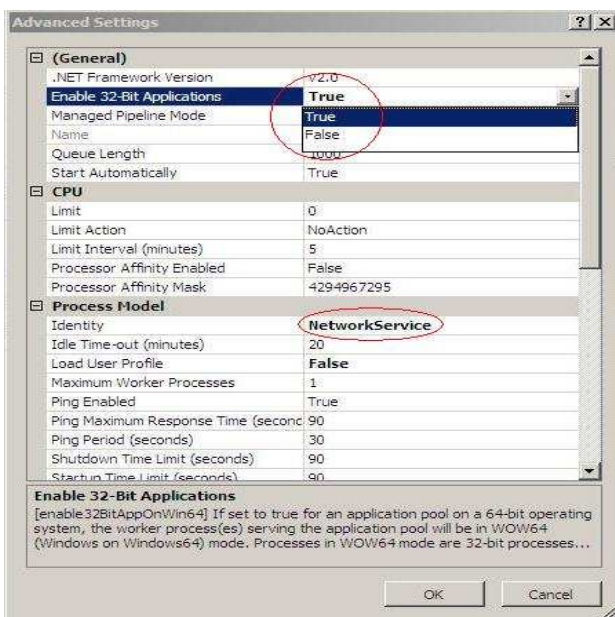 Advanced Settings
(General)
.NET Framework Version v2.0
Enable 32-Bit Applications True
Managed Pipeline Mode True
Name False
Queue Length 1000
Start Automatically True
CPU
Limit 0
Limit Action NoAction
Limit Interval (minutes) 5
Processor Affinity Enabled False
Processor Affinity Mask 4294967295
Process Model
Identity NetworkService
Idle Time-out (minutes) 20
Load User Profile False
Maximum Worker Processes 1
Ping Enabled True
Ping Maximum Response Time (second 90
Ping Period (seconds) 30
Shutdown Time Limit (seconds) 90
Startup Time Limit (seconds) 90
Enable 32-Bit Applications
[enable32BitAppOnWin64] If set to true for an application pool on a 64-bit operating
system, the worker process(es) serving the application pool will be in WOW64
(Windows on Windows64) mode. Processes in WOW64 mode are 32-bit processes...
OK Cancel